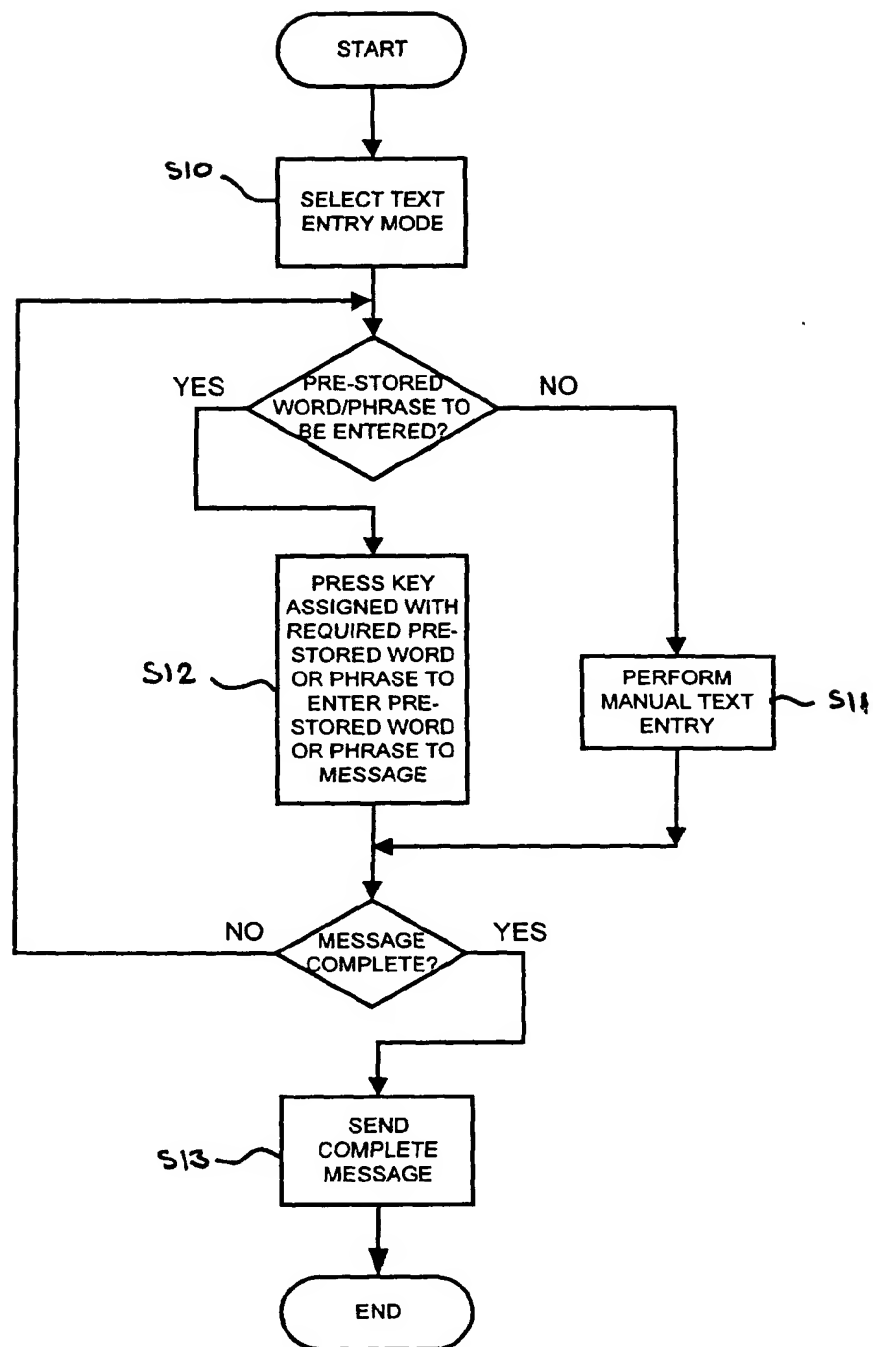 START
S10
SELECT TEXT
ENTRY MODE
YES
PRE-STORED
WORD/PHRASE TO
BE ENTERED?
NO
S12
PRESS KEY
ASSIGNED WITH
REQUIRED PRE-
STORED WORD
OR PHRASE TO
ENTER PRE-
STORED WORD
OR PHRASE TO
MESSAGE
PERFORM
MANUAL TEXT
ENTRY
S11
NO
MESSAGE
COMPLETE?
YES
S13
SEND
COMPLETE
MESSAGE
END